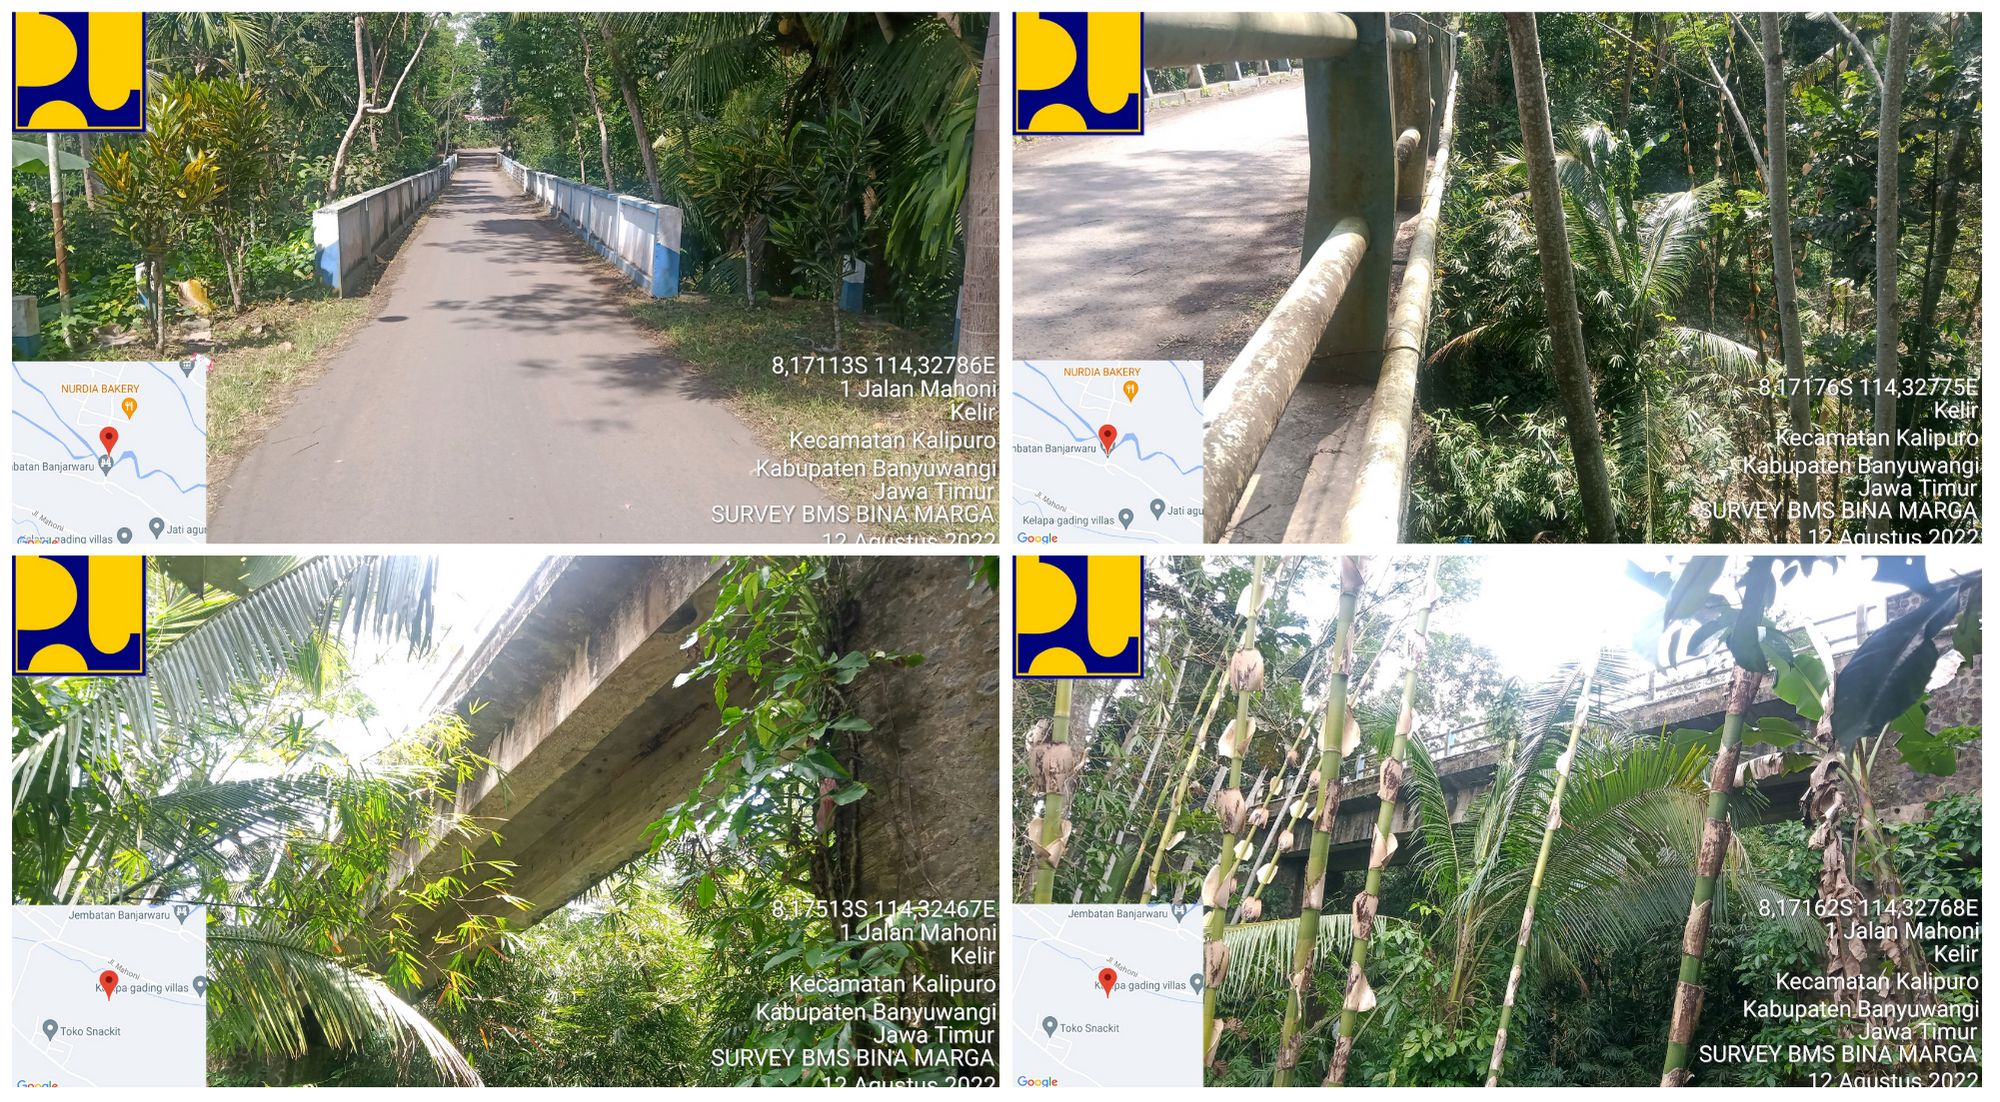 NURDIA BAKERY
batan Banjarwaru
Jl. Mahoni
Jati agu
Kelapa gading villas
Google
8,17113S 114,32786E
1 Jalan Mahoni
Kelir
Kecamatan Kalipuro
Kabupaten Banyuwangi
Jawa Timur
SURVEY BMS BINA MARGA
12 Agustus 2022
NURDIA BAKERY
mbatan Banjarwaru
Jl. Mahoni
Jati agu
Kelapa gading villas
Google
8,17176S 114,32775E
Kelir
Kecamatan Kalipuro
Kabupaten Banyuwangi
Jawa Timur
SURVEY BMS BINA MARGA
12 Agustus 2022
Jembatan Banjarwaru
Jl. Mahoni
Kelapa gading villas
Toko Snackit
Google
8,17513S 114,32467E
1 Jalan Mahoni
Kelir
Kecamatan Kalipuro
Kabupaten Banyuwangi
Jawa Timur
SURVEY BMS BINA MARGA
12 Agustus 2022
Jembatan Banjarwaru
Jl. Mahoni
Kelapa gading villas
Toko Snackit
Google
8,17162S 114,32768E
1 Jalan Mahoni
Kelir
Kecamatan Kalipuro
Kabupaten Banyuwangi
Jawa Timur
SURVEY BMS BINA MARGA
12 Agustus 2022